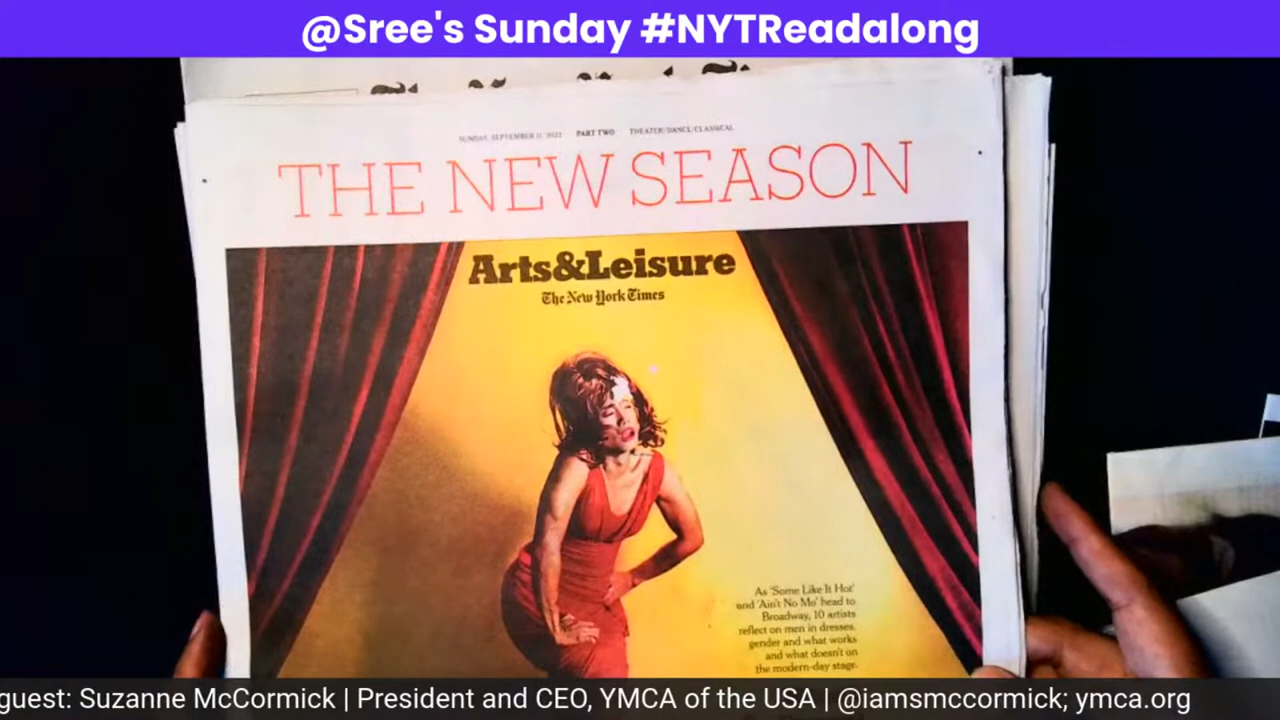 @Sree's Sunday #NYTReadalong
SUNDAY, SEPTEMBER 11, 2022 PART TWO THEATER/DANCE/CLASSICAL
THE NEW SEASON
Arts&Leisure
The New York Times
As 'Some Like It Hot'
and 'Ain't No Mo' head to
Broadway, 10 artists
reflect on men in dresses,
gender and what works
and what doesn't on
the modern-day stage.
guest: Suzanne McCormick | President and CEO, YMCA of the USA | @iamsmccormick; ymca.org